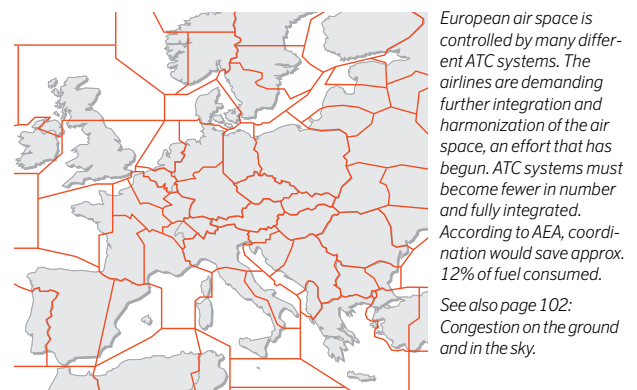 European air space is
controlled by many differ-
ent ATC systems. The
airlines are demanding
further integration and
harmonization of the air
space, an effort that has
begun. ATC systems must
become fewer in number
and fully integrated.
According to AEA, coordi-
nation would save approx.
12% of fuel consumed.
See also page 102:
Congestion on the ground
and in the sky.